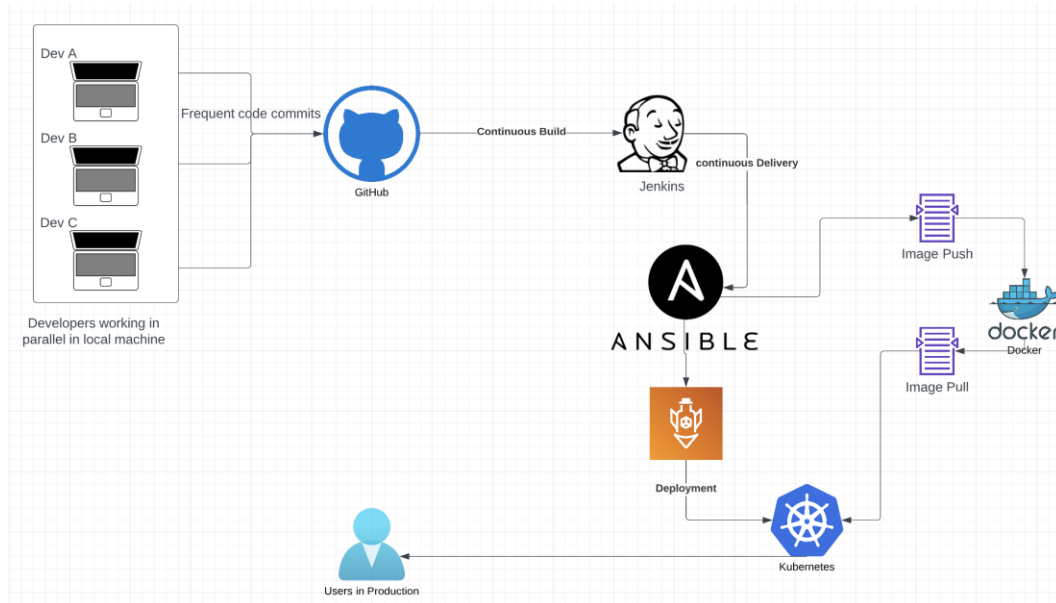 Dev A
Frequent code commits
Dev B
Dev C
Developers working in
parallel in local machine
GitHub
Continuous Build
Jenkins
continuous Delivery
ANSIBLE
Image Push
docker
Docker
Image Pull
Deployment
Kubernetes
Users in Production